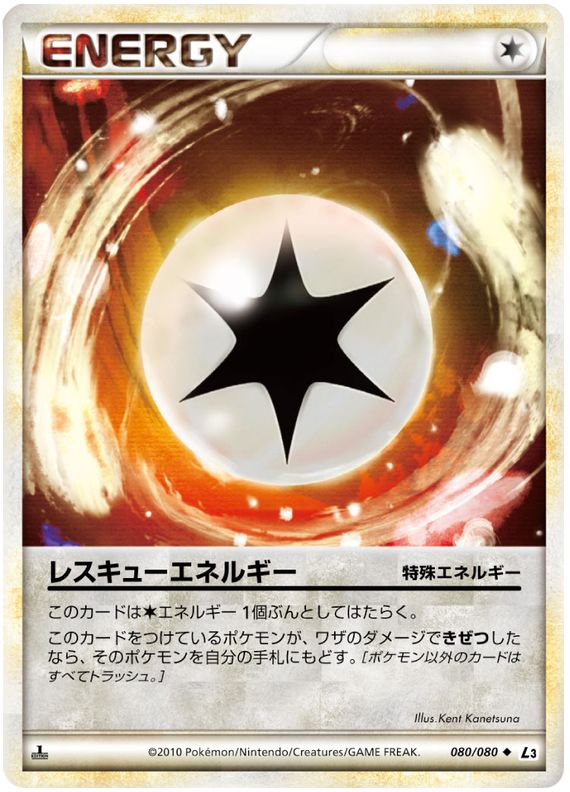 ENERGY
レスキューエネルギー 特殊エネルギー
このカードは✶エネルギー 1個ぶんとしてはたらく。
このカードをつけているポケモンが、ワザのダメージできぜつした
なら、そのポケモンを自分の手札にもどす。[ポケモン以外のカードは
すべてトラッシュ。]
Illus.Kent Kanetsuna
1 EDITION ©2010 Pokémon/Nintendo/Creatures/GAME FREAK. 080/080 ◆ L3